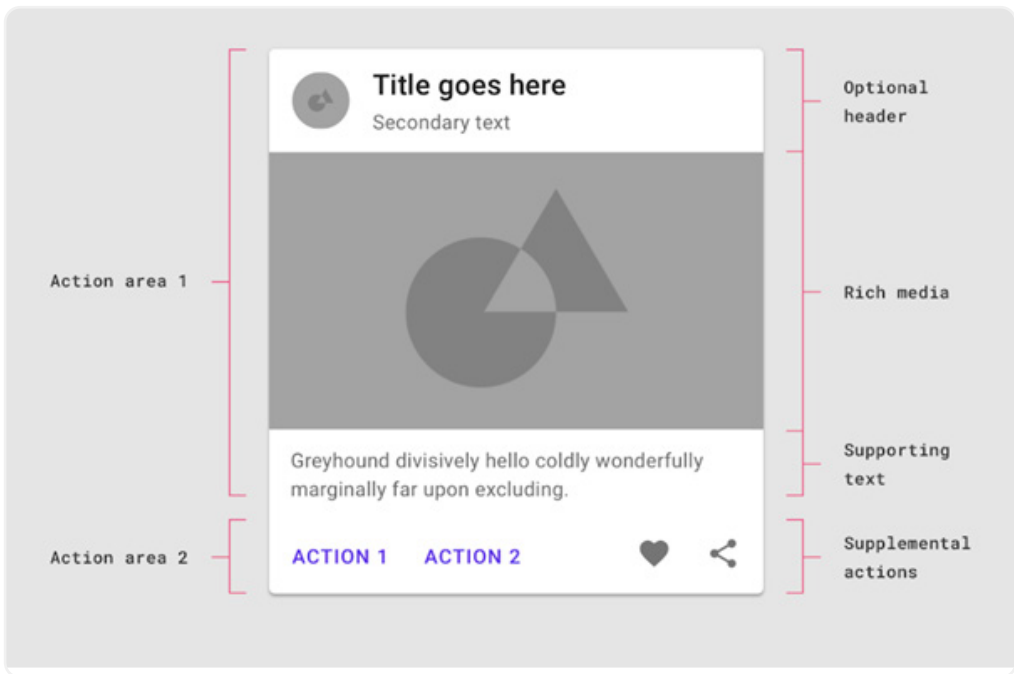 Title goes here
Secondary text
Optional
header
Action area 1
Rich media
Greyhound divisively hello coldly wonderfully
marginally far upon excluding.
Supporting
text
Action area 2
ACTION 1 ACTION 2
Supplemental
actions